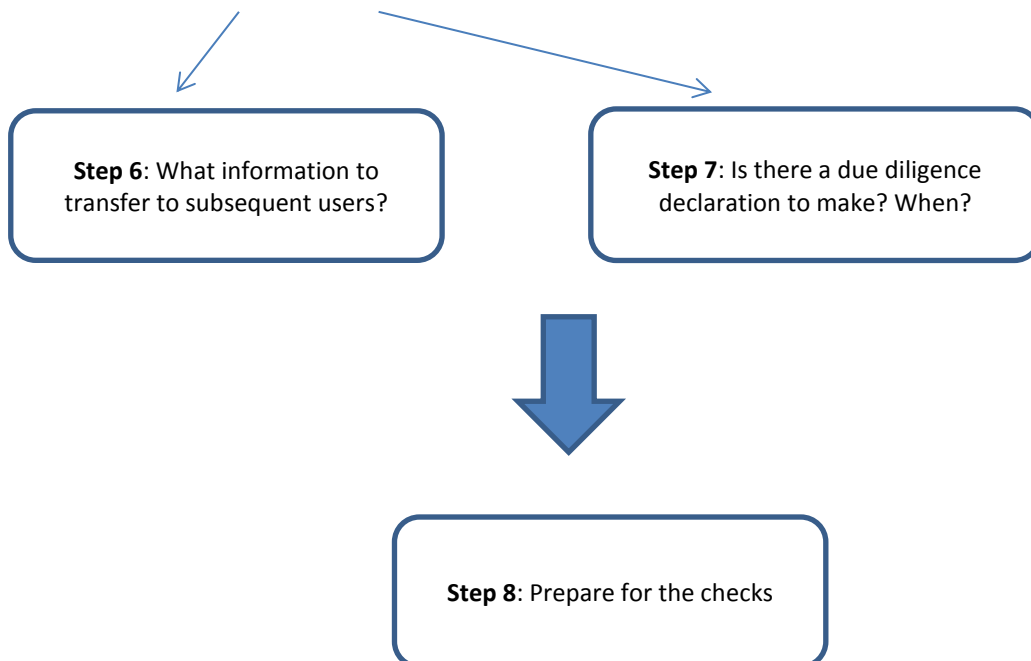 Step 6: What information to
transfer to subsequent users?
Step 7: Is there a due diligence
declaration to make? When?
Step 8: Prepare for the checks